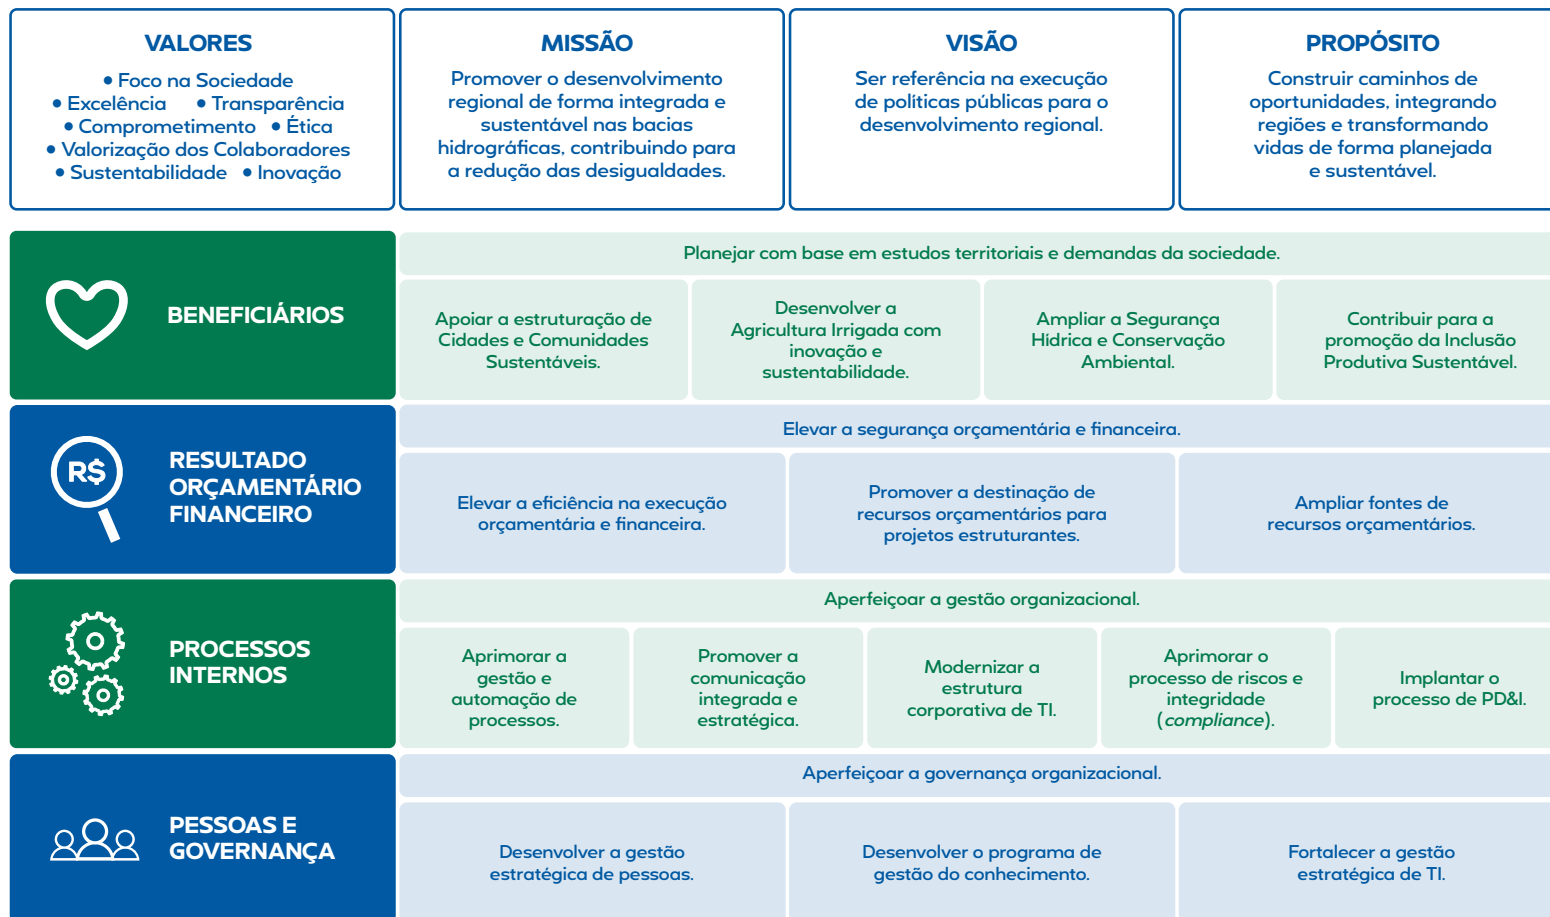 VALORES
• Foco na Sociedade
• Excelência • Transparência
• Comprometimento • Ética
• Valorização dos Colaboradores
• Sustentabilidade • Inovação
MISSÃO
Promover o desenvolvimento
regional de forma integrada e
sustentável nas bacias
hidrográficas, contribuindo para
a redução das desigualdades.
VISÃO
Ser referência na execução
de políticas públicas para o
desenvolvimento regional.
PROPÓSITO
Construir caminhos de
oportunidades, integrando
regiões e transformando
vidas de forma planejada
e sustentável.
BENEFICIÁRIOS
Planejar com base em estudos territoriais e demandas da sociedade.
Apoiar a estruturação de
Cidades e Comunidades
Sustentáveis.
Desenvolver a
Agricultura Irrigada com
inovação e
sustentabilidade.
Ampliar a Segurança
Hídrica e Conservação
Ambiental.
Contribuir para a
promoção da Inclusão
Produtiva Sustentável.
R$
RESULTADO
ORÇAMENTÁRIO
FINANCEIRO
Elevar a segurança orçamentária e financeira.
Elevar a eficiência na execução
orçamentária e financeira.
Promover a destinação de
recursos orçamentários para
projetos estruturantes.
Ampliar fontes de
recursos orçamentários.
PROCESSOS
INTERNOS
Aperfeiçoar a gestão organizacional.
Aprimorar a
gestão e
automação de
processos.
Promover a
comunicação
integrada e
estratégica.
Modernizar a
estrutura
corporativa de TI.
Aprimorar o
processo de riscos e
integridade
(compliance).
Implantar o
processo de PD&I.
PESSOAS E
GOVERNANÇA
Aperfeiçoar a governança organizacional.
Desenvolver a gestão
estratégica de pessoas.
Desenvolver o programa de
gestão do conhecimento.
Fortalecer a gestão
estratégica de TI.